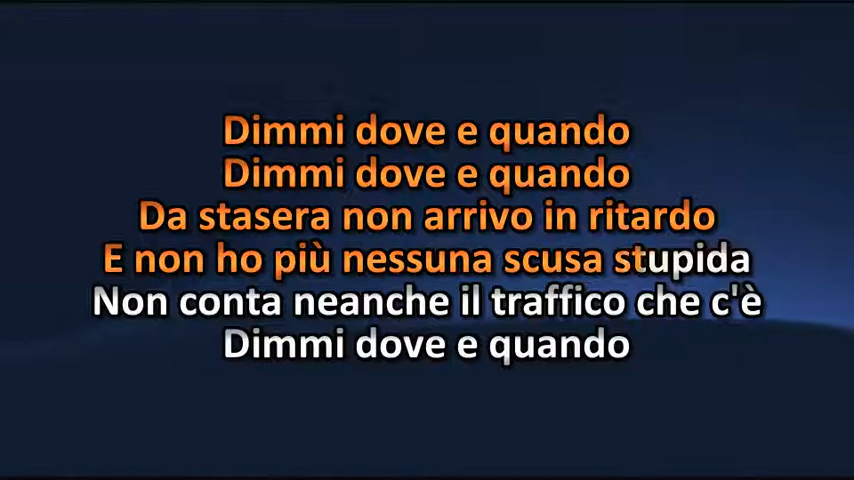 Dimmi dove e quando
Dimmi dove e quando
Da stasera non arrivo in ritardo
E non ho più nessuna scusa stupida
Non conta neanche il traffico che c'è
Dimmi dove e quando